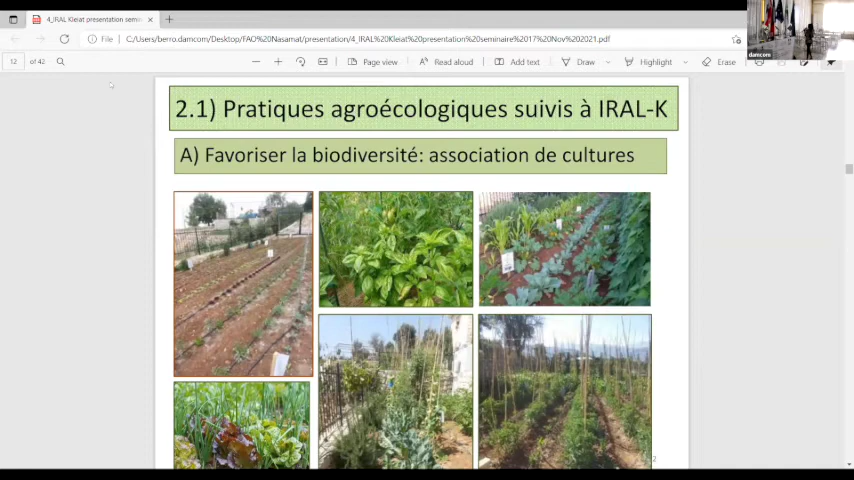 4_IRAL Kleiat presentation semin
File
C:/Users/berro.damcom/Desktop/FAO%20Nasamat/presentation/4_IRAL%20Kleiat%20presentation%20seminaire%2017%20Nov%202021.pdf
12 of 42
Page view
Read aloud
Add text
Draw
Highlight
Erase
damcom
2.1) Pratiques agroécologiques suivis à IRAL-K
A) Favoriser la biodiversité: association de cultures